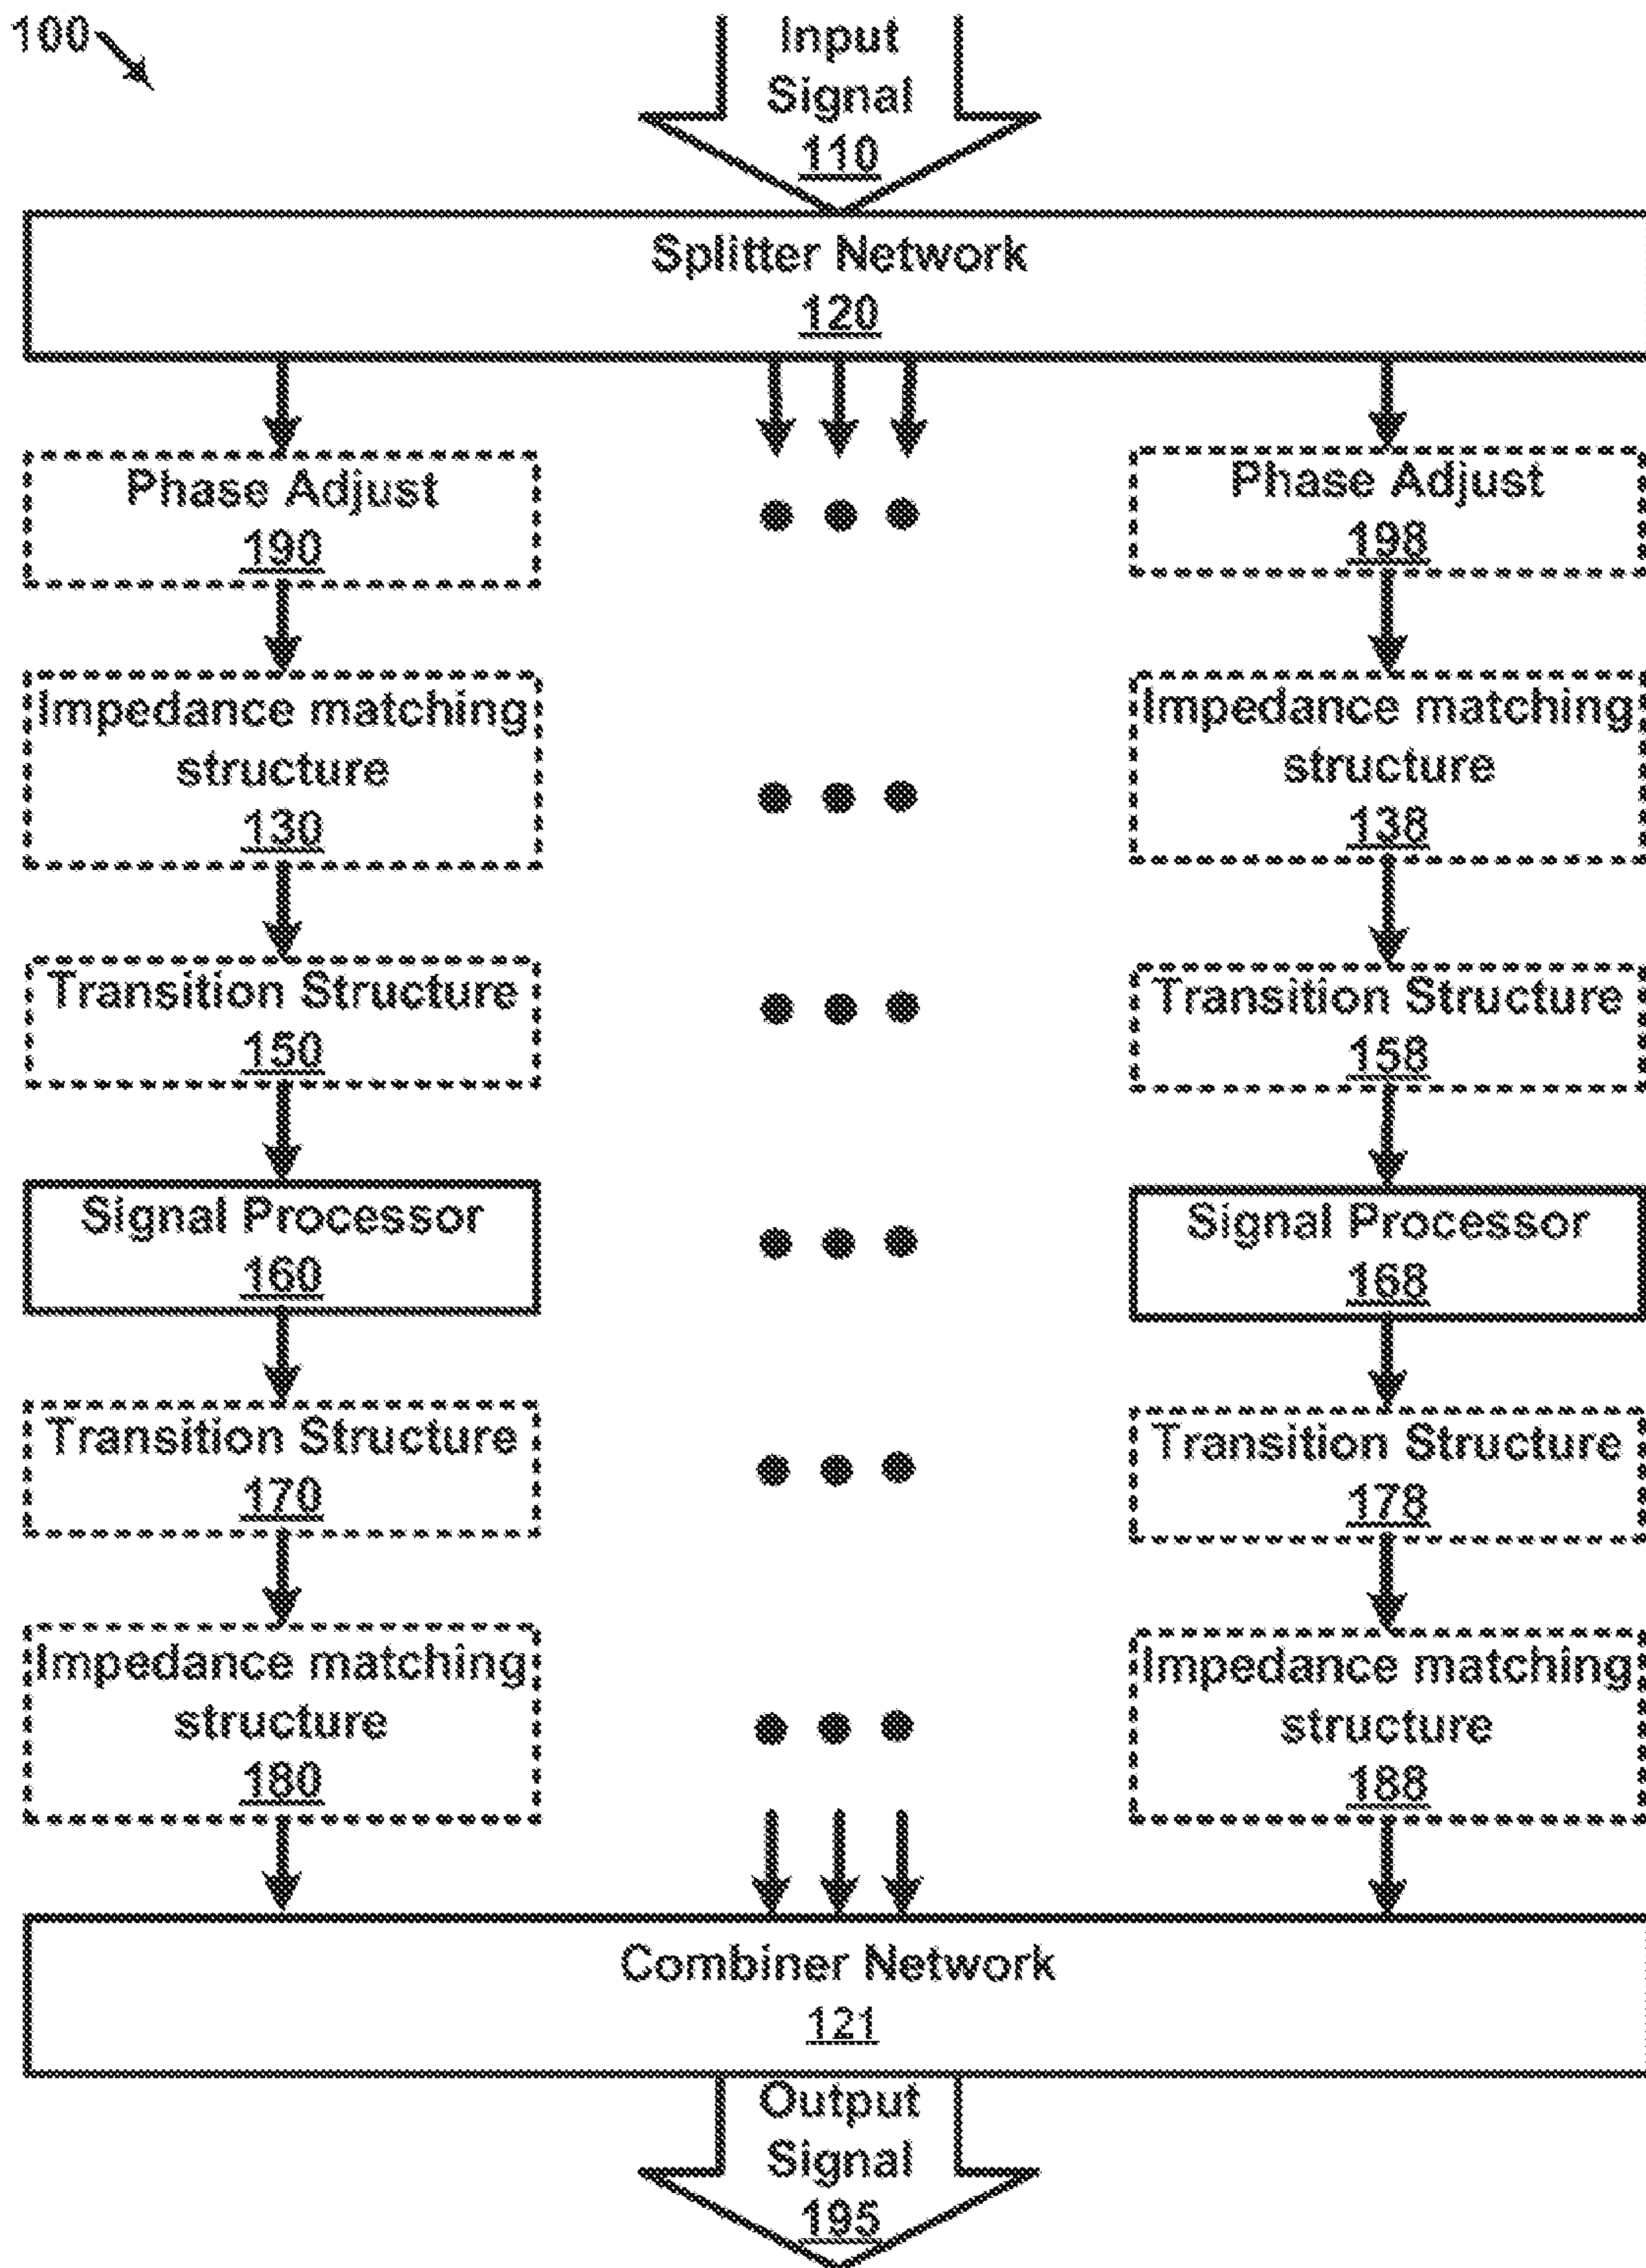 100
Input
Signal
110
Splitter Network
120
Phase Adjust
190
Phase Adjust
198
Impedance matching
structure
130
Impedance matching
structure
138
Transition Structure
150
Transition Structure
158
Signal Processor
160
Signal Processor
168
Transition Structure
170
Transition Structure
178
Impedance matching
structure
180
Impedance matching
structure
188
Combiner Network
121
Output
Signal
195